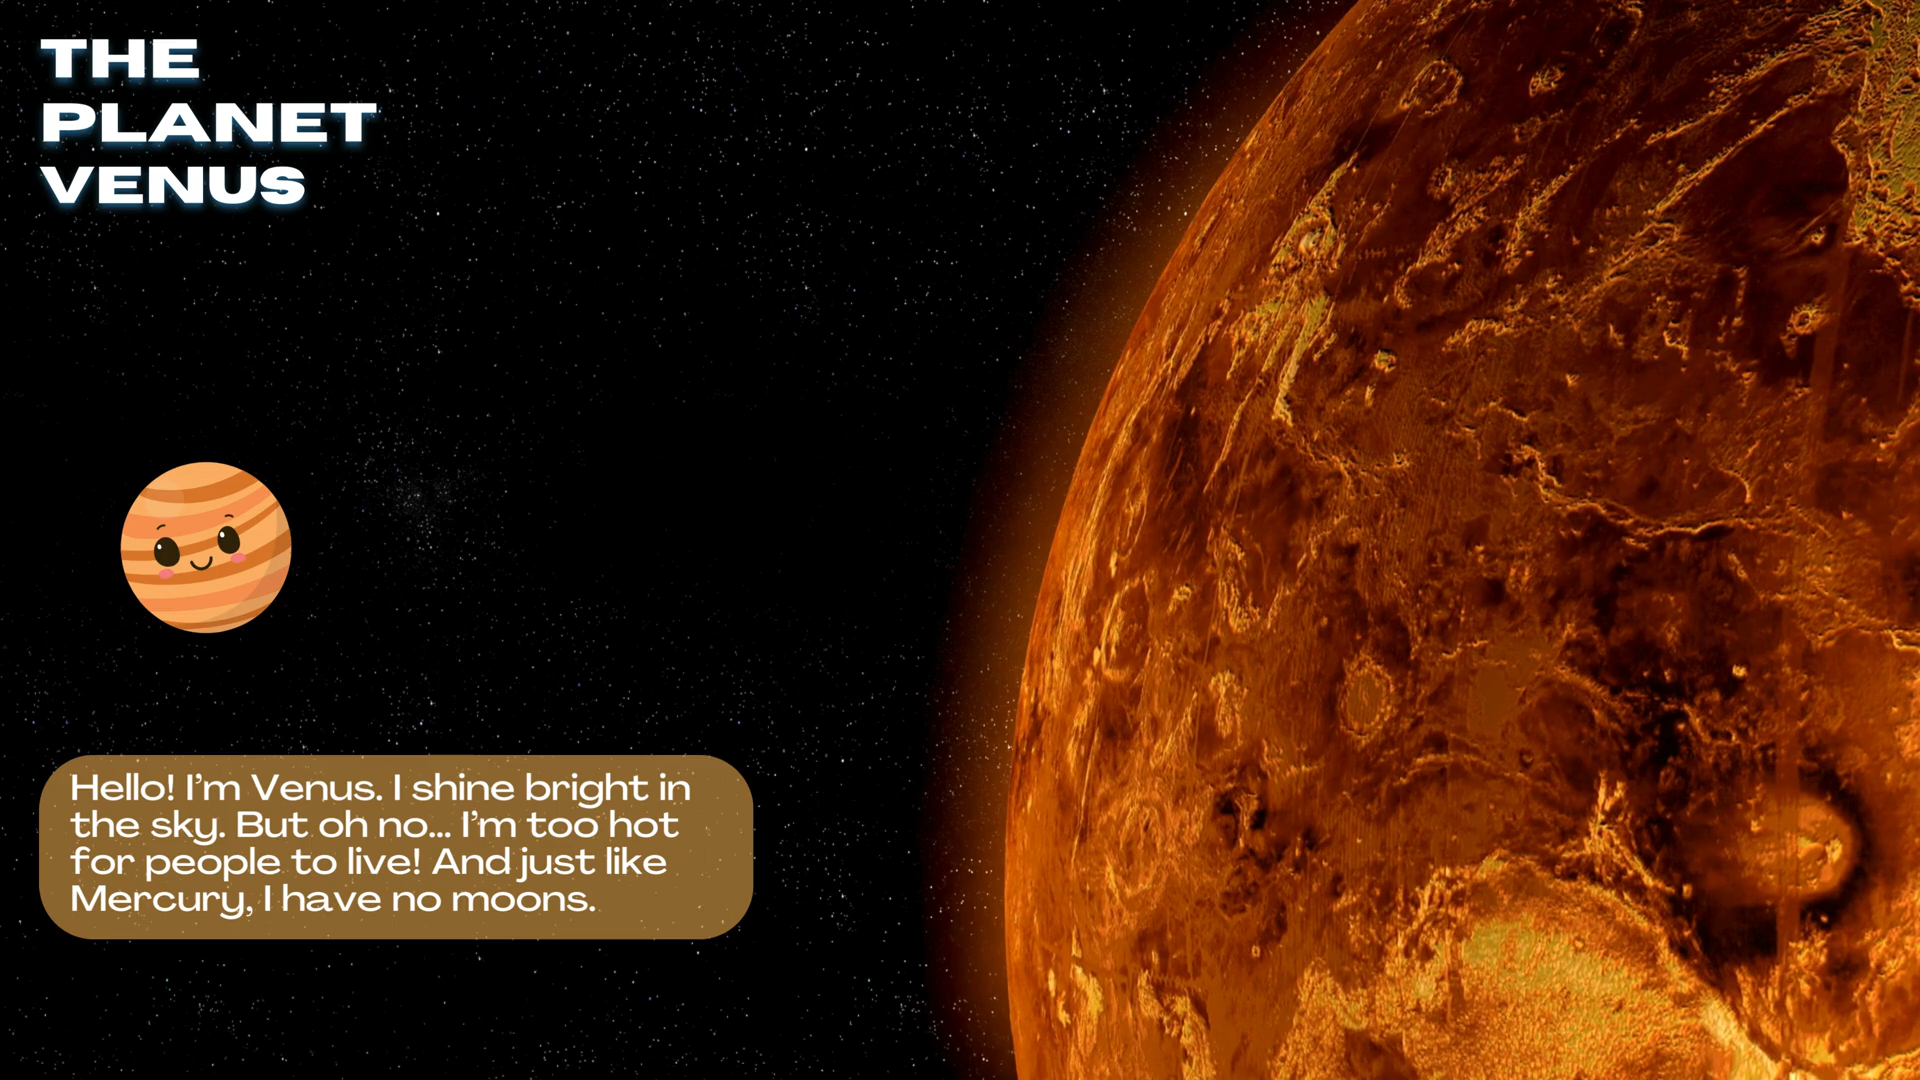 THE
PLANET
VENUS
Hello! I’m Venus. I shine bright in
the sky. But oh no... I’m too hot
for people to live! And just like
Mercury, I have no moons.